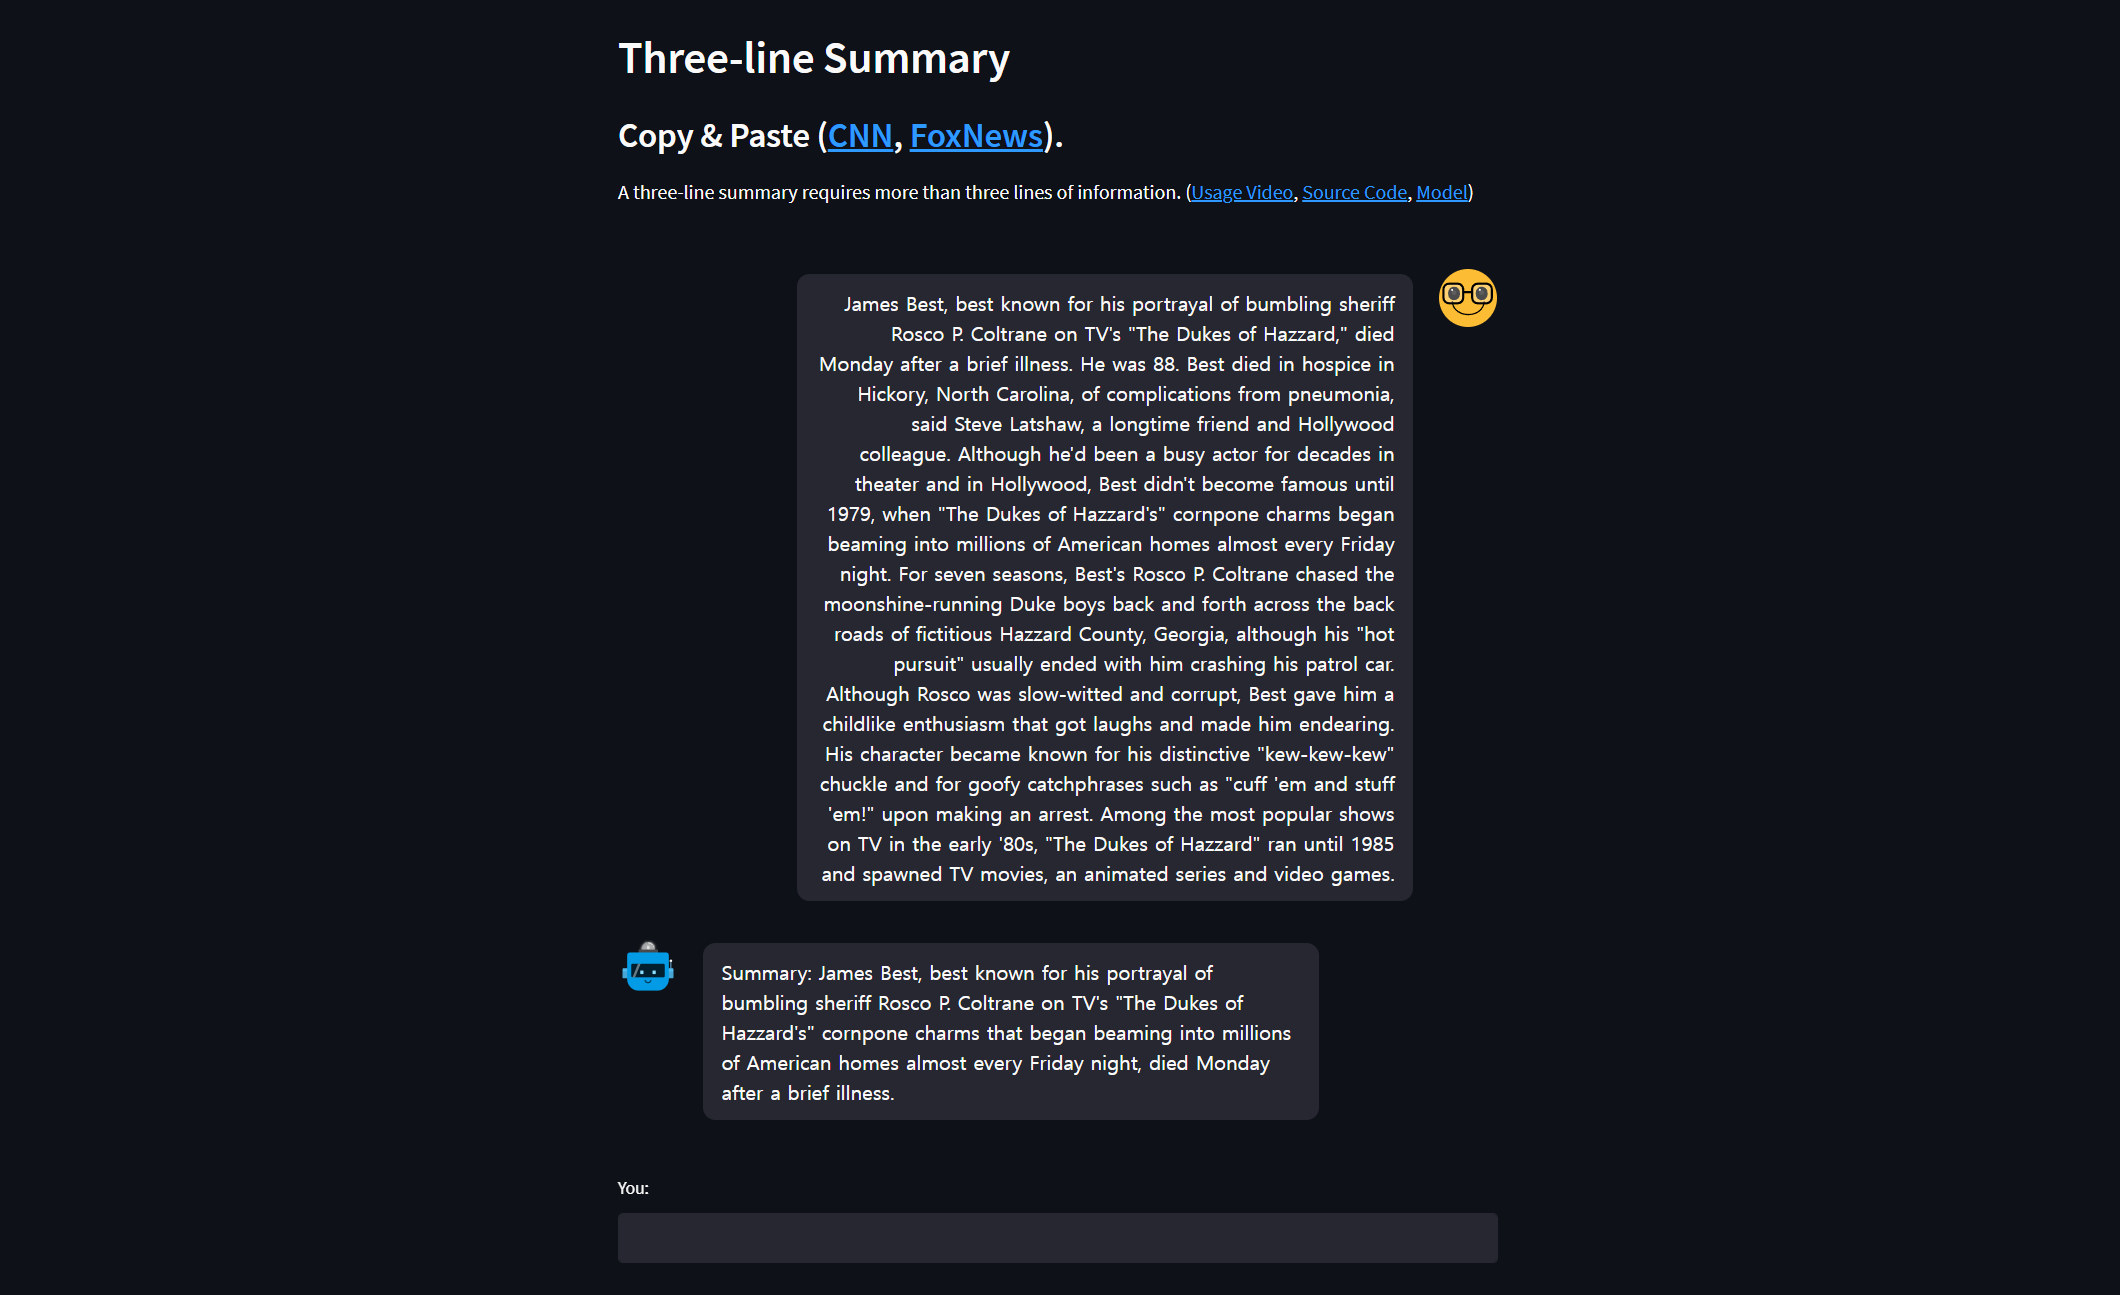 Three-line Summary
Copy & Paste (CNN, FoxNews).
A three-line summary requires more than three lines of information. (Usage Video, Source Code, Model)
James Best, best known for his portrayal of bumbling sheriff
Rosco P. Coltrane on TV's "The Dukes of Hazzard," died
Monday after a brief illness. He was 88. Best died in hospice in
Hickory, North Carolina, of complications from pneumonia,
said Steve Latshaw, a longtime friend and Hollywood
colleague. Although he'd been a busy actor for decades in
theater and in Hollywood, Best didn't become famous until
1979, when "The Dukes of Hazzard's" cornpone charms began
beaming into millions of American homes almost every Friday
night. For seven seasons, Best's Rosco P. Coltrane chased the
moonshine-running Duke boys back and forth across the back
roads of fictitious Hazzard County, Georgia, although his "hot
pursuit" usually ended with him crashing his patrol car.
Although Rosco was slow-witted and corrupt, Best gave him a
childlike enthusiasm that got laughs and made him endearing.
His character became known for his distinctive "kew-kew-kew"
chuckle and for goofy catchphrases such as "cuff 'em and stuff
'em!" upon making an arrest. Among the most popular shows
on TV in the early '80s, "The Dukes of Hazzard" ran until 1985
and spawned TV movies, an animated series and video games.
Summary: James Best, best known for his portrayal of
bumbling sheriff Rosco P. Coltrane on TV's "The Dukes of
Hazzard's" cornpone charms that began beaming into millions
of American homes almost every Friday night, died Monday
after a brief illness.
You: